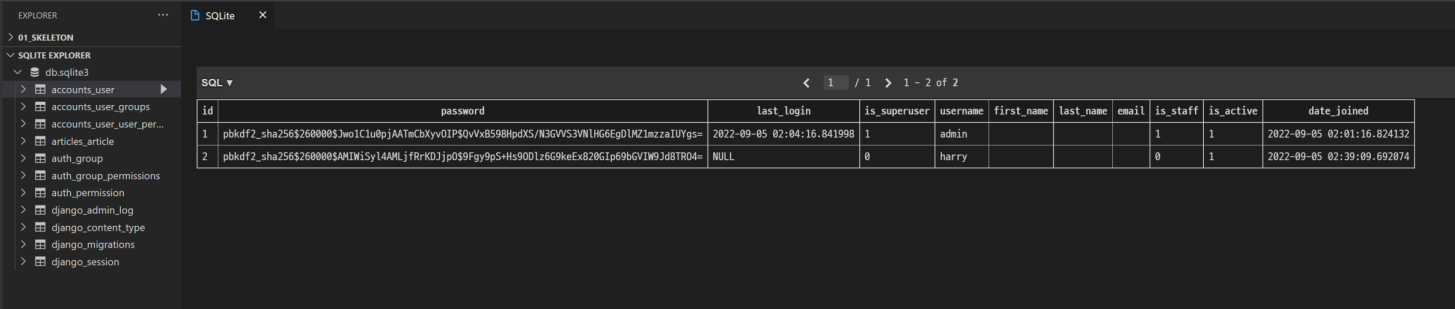 EXPLORER
SQLite
01_SKELETON
SQLITE EXPLORER
db.sqlite3
accounts_user
accounts_user_groups
accounts_user_user_per...
articles_article
auth_group
auth_group_permissions
auth_permission
django_admin_log
django_content_type
django_migrations
django_session
SQL ▼ 1 / 1 1 - 2 of 2
id password last_login is_superuser username first_name last_name email is_staff is_active date_joined
1 pbkdf2_sha256$260000$Jwo1C1u0pjAATmCbXyvOIP$QvVxB598HpdXS/N3GVVS3VNlHG6EgDlMZ1mzzaIUYgs= 2022-09-05 02:04:16.841998 1 admin 1 1 2022-09-05 02:01:16.824132
2 pbkdf2_sha256$260000$AMIWiSyl4AMLjfRrKDJjpO$9Fgy9pS+Hs9ODlz6G9keEx820GIp69bGVIW9Jd8TRO4= NULL 0 harry 0 1 2022-09-05 02:39:09.692074